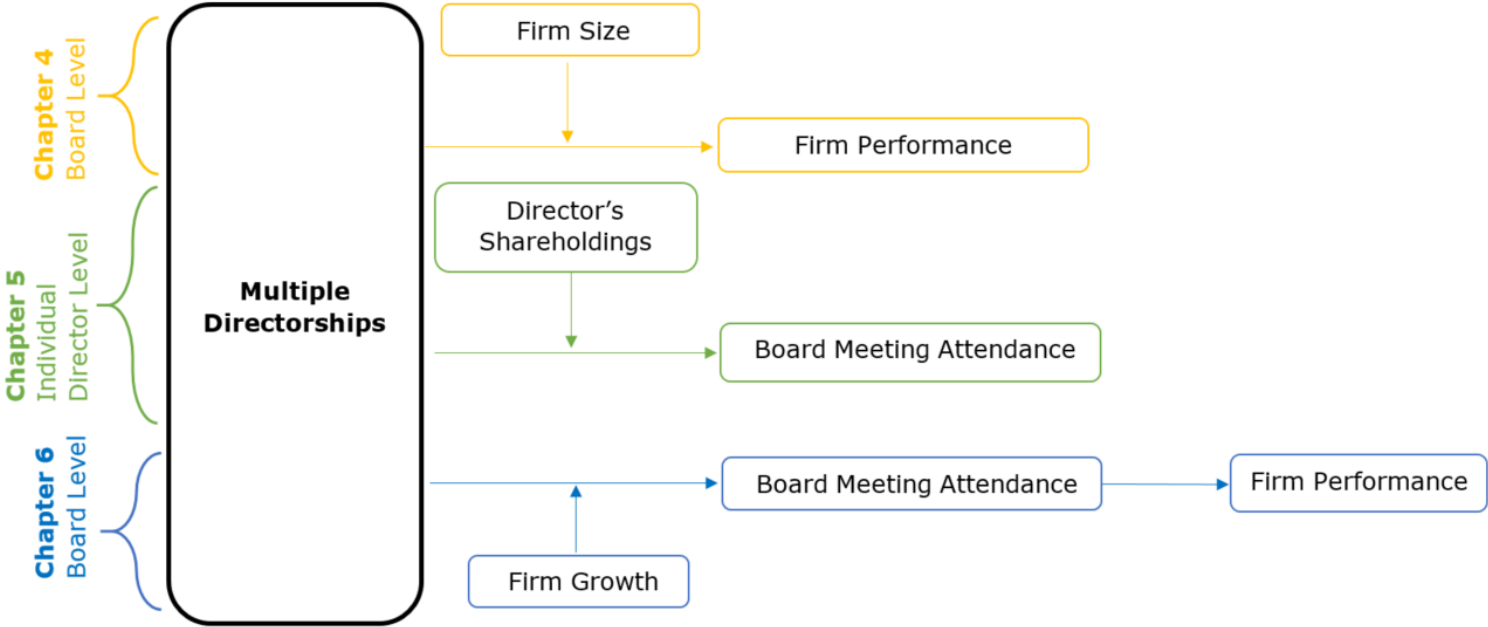 Chapter 4
Board Level
Firm Size
Firm Performance
Chapter 5
Individual
Director Level
Multiple
Directorships
Director’s
Shareholdings
Board Meeting Attendance
Chapter 6
Board Level
Board Meeting Attendance
Firm Performance
Firm Growth